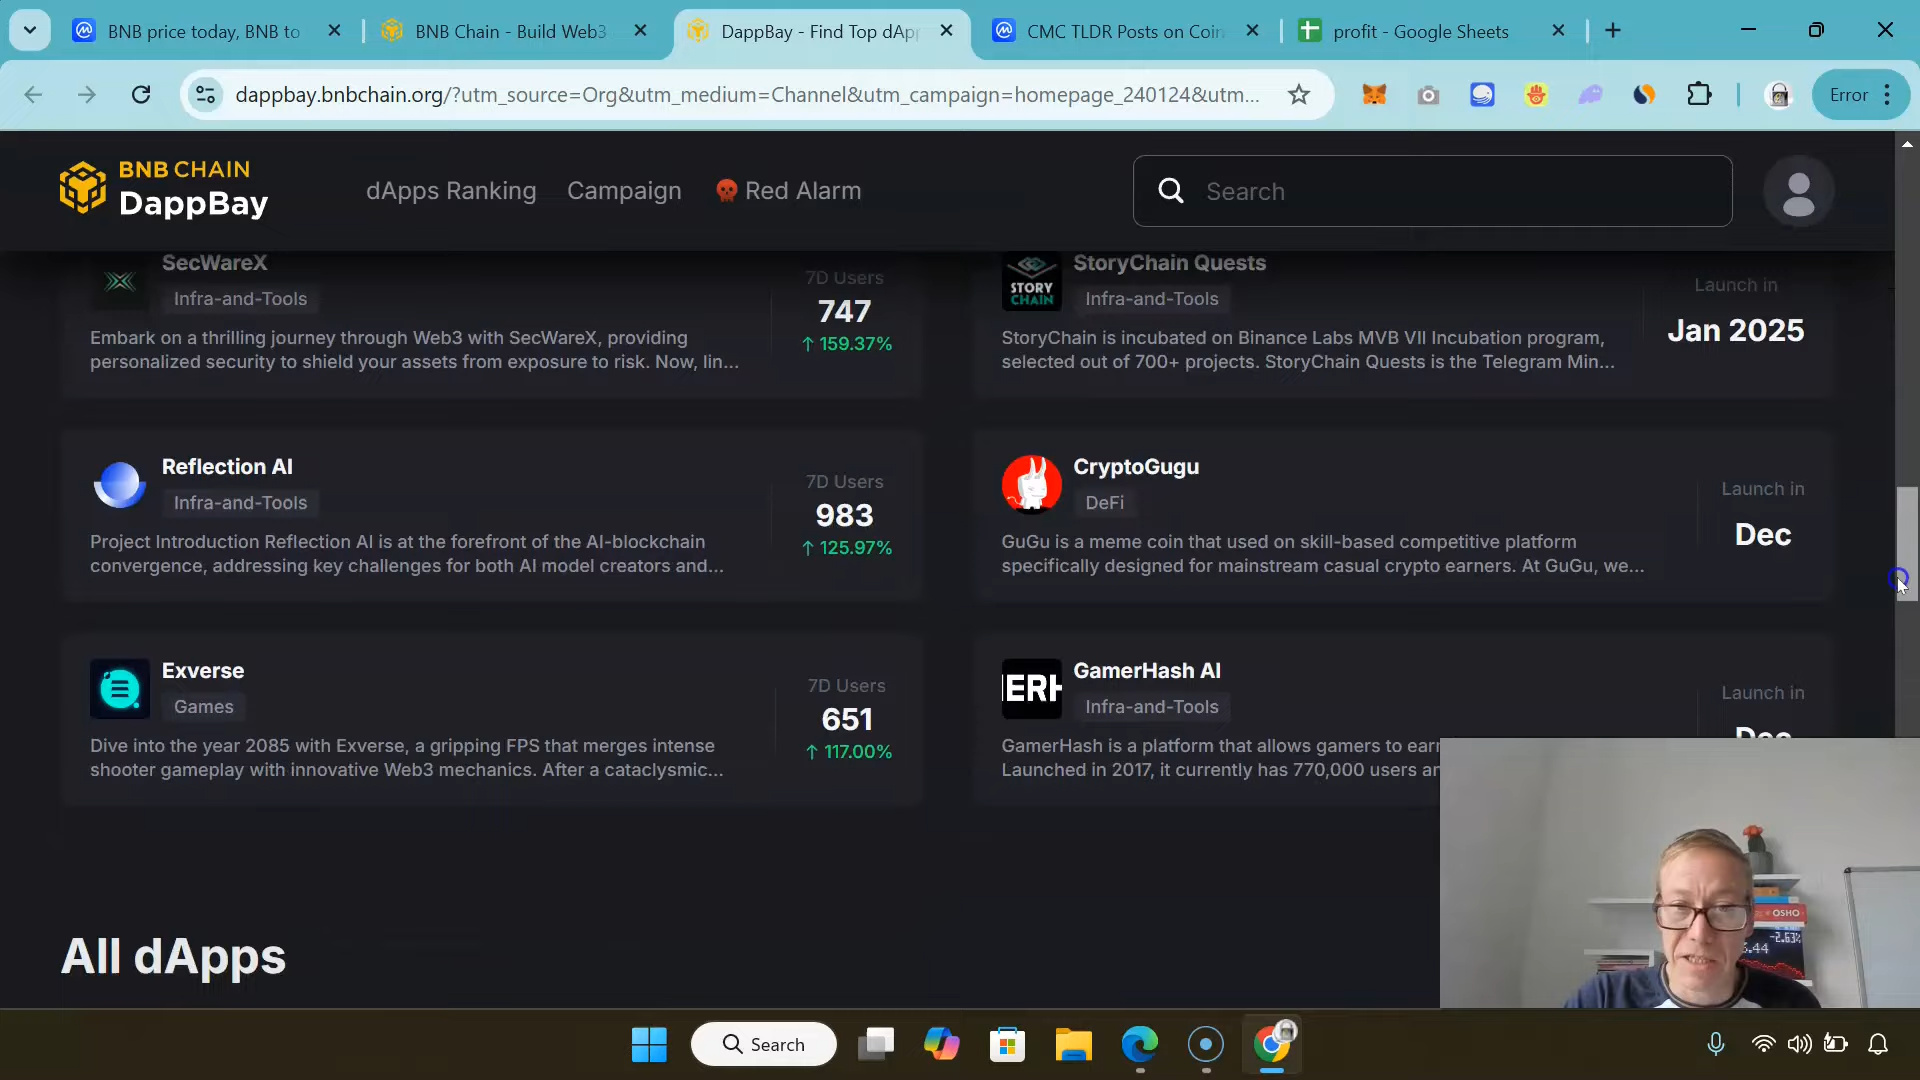 BNB price today, BNB to
BNB Chain - Build Web3
DappBay - Find Top dApp
CMC TLDR Posts on Coin
profit - Google Sheets
dappbay.bnbchain.org/?utm_source=Org&utm_medium=Channel&utm_campaign=homepage_240124&utm...
Error
BNB CHAIN
DappBay
dApps Ranking
Campaign
Red Alarm
Search
SecWareX
Infra-and-Tools
7D Users
747
↑ 159.37%
Embark on a thrilling journey through Web3 with SecWareX, providing
personalized security to shield your assets from exposure to risk. Now, lin...
STORY
CHAIN
StoryChain Quests
Infra-and-Tools
Launch in
Jan 2025
StoryChain is incubated on Binance Labs MVB VII Incubation program,
selected out of 700+ projects. StoryChain Quests is the Telegram Min...
Reflection AI
Infra-and-Tools
7D Users
983
↑ 125.97%
Project Introduction Reflection AI is at the forefront of the AI-blockchain
convergence, addressing key challenges for both AI model creators and...
CryptoGugu
DeFi
Launch in
Dec
GuGu is a meme coin that used on skill-based competitive platform
specifically designed for mainstream casual crypto earners. At GuGu, we...
Exverse
Games
7D Users
651
↑ 117.00%
Dive into the year 2085 with Exverse, a gripping FPS that merges intense
shooter gameplay with innovative Web3 mechanics. After a cataclysmic...
ERH
GamerHash AI
Infra-and-Tools
Launch in
Dec
GamerHash is a platform that allows gamers to earn
Launched in 2017, it currently has 770,000 users an
All dApps
OSHO
-2.63%
3.44
Search